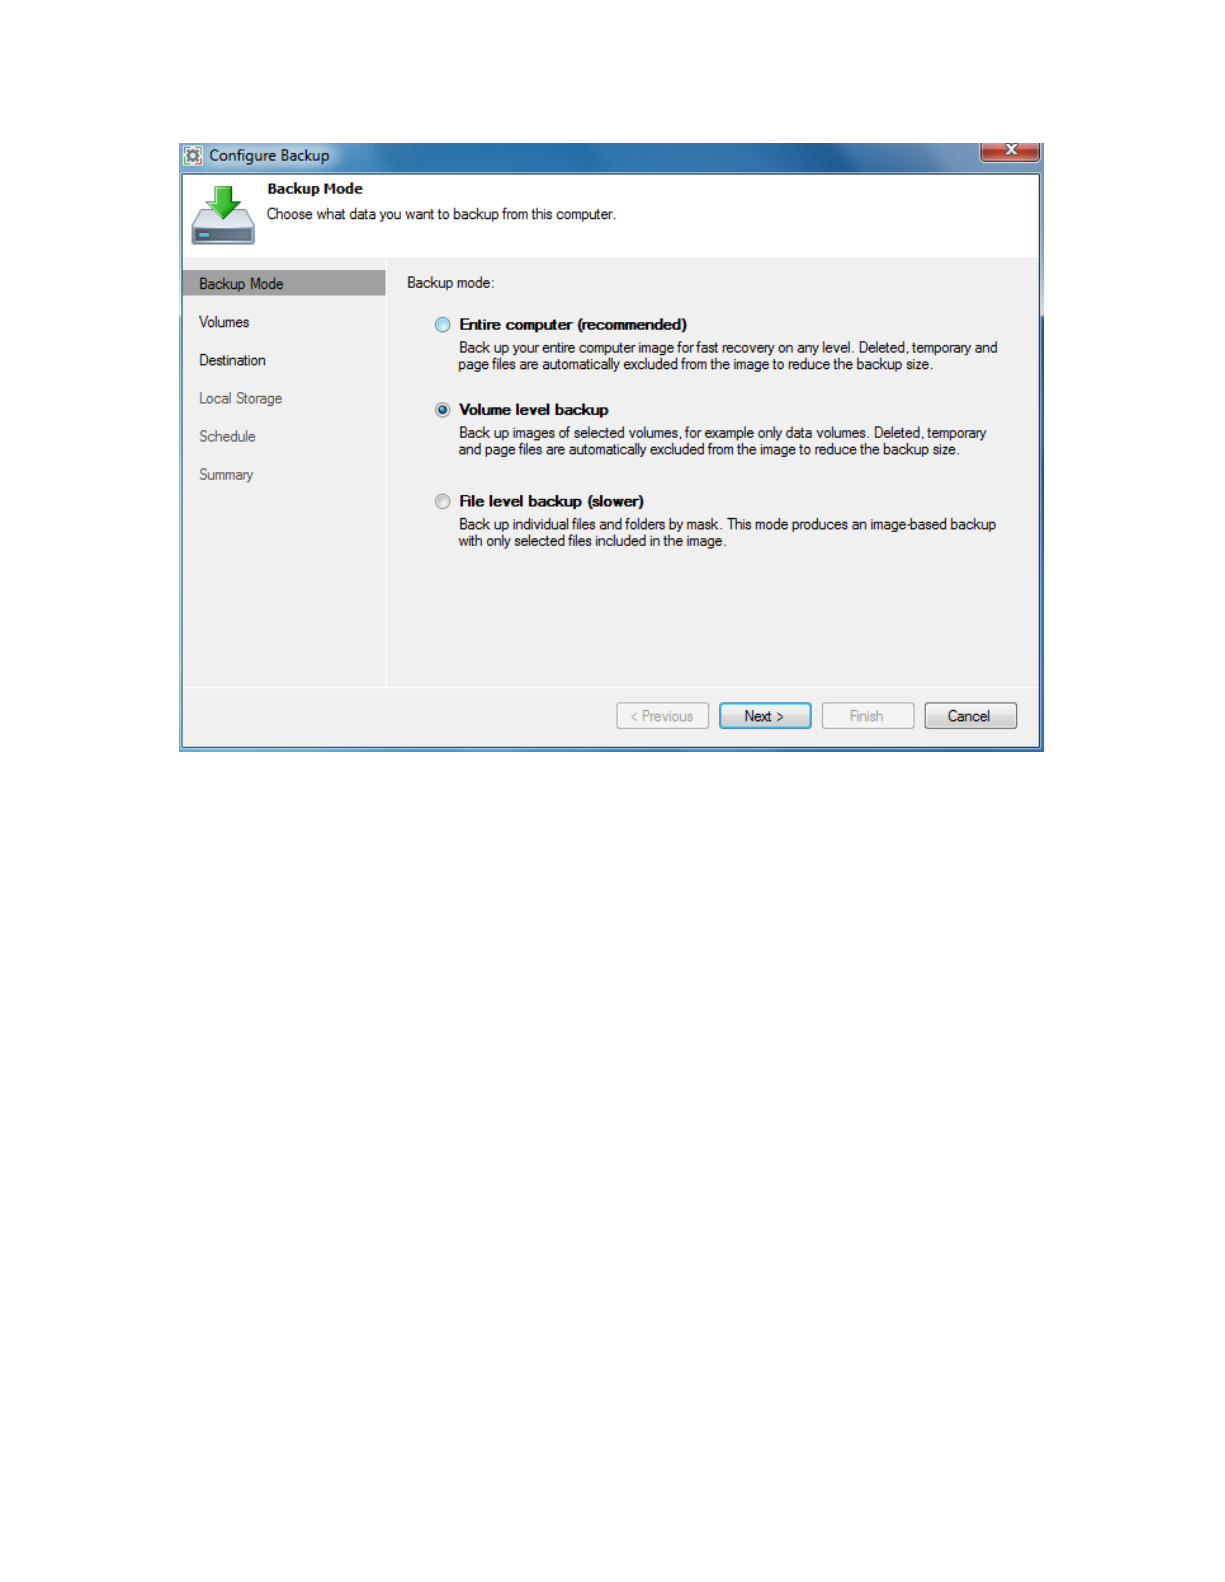 Configure Backup
Backup Mode
Choose what data you want to backup from this computer.
Backup Mode
Volumes
Destination
Local Storage
Schedule
Summary
Backup mode:
Entire computer (recommended)
Back up your entire computer image for fast recovery on any level. Deleted, temporary and
page files are automatically excluded from the image to reduce the backup size.
Volume level backup
Back up images of selected volumes, for example only data volumes. Deleted, temporary
and page files are automatically excluded from the image to reduce the backup size.
File level backup (slower)
Back up individual files and folders by mask. This mode produces an image-based backup
with only selected files included in the image.
< Previous
Next >
Finish
Cancel